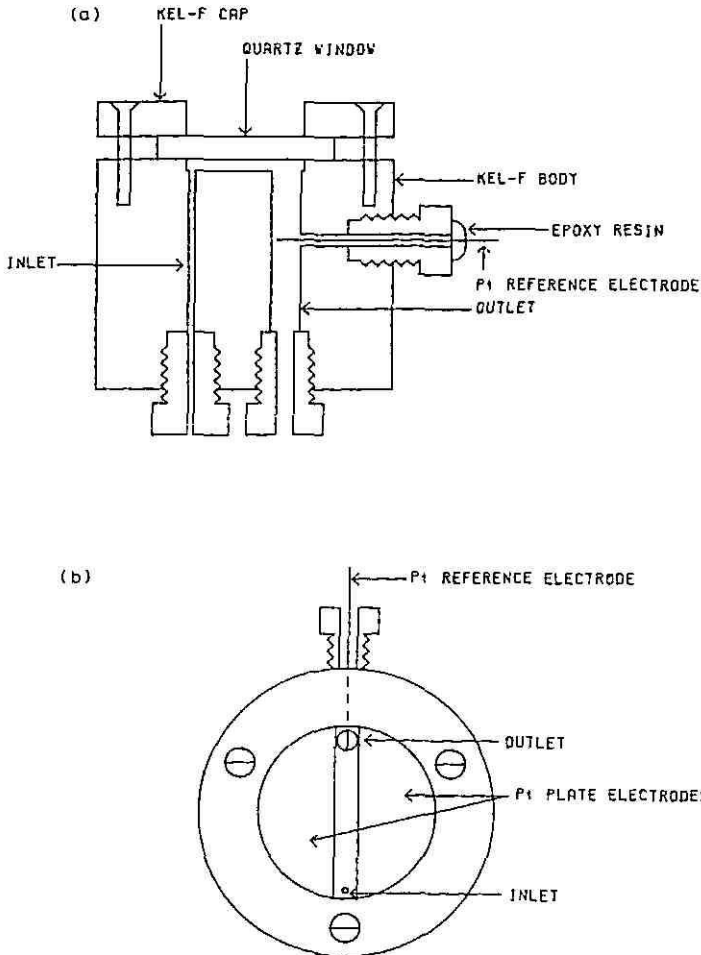 (a)
KEL-F CAP
QUARTZ WINDOW
KEL-F BODY
EPOXY RESIN
INLET
Pt REFERENCE ELECTRODE
OUTLET
(b)
Pt REFERENCE ELECTRODE
OUTLET
Pt PLATE ELECTRODES
INLET